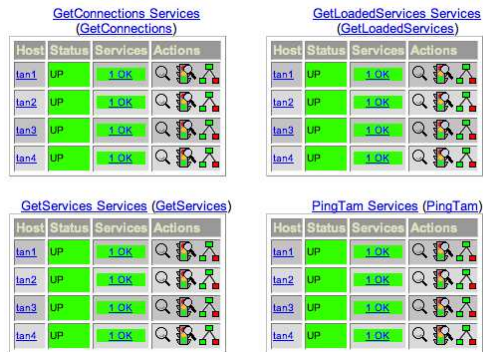 GetConnections Services
(GetConnections)
Host Status Services Actions
tan1 UP 1 OK
tan2 UP 1 OK
tan3 UP 1 OK
tan4 UP 1 OK
GetLoadedServices Services
(GetLoadedServices)
Host Status Services Actions
tan1 UP 1 OK
tan2 UP 1 OK
tan3 UP 1 OK
tan4 UP 1 OK
GetServices Services (GetServices)
Host Status Services Actions
tan1 UP 1 OK
tan2 UP 1 OK
tan3 UP 1 OK
tan4 UP 1 OK
PingTam Services (PingTam)
Host Status Services Actions
tan1 UP 1 OK
tan2 UP 1 OK
tan3 UP 1 OK
tan4 UP 1 OK